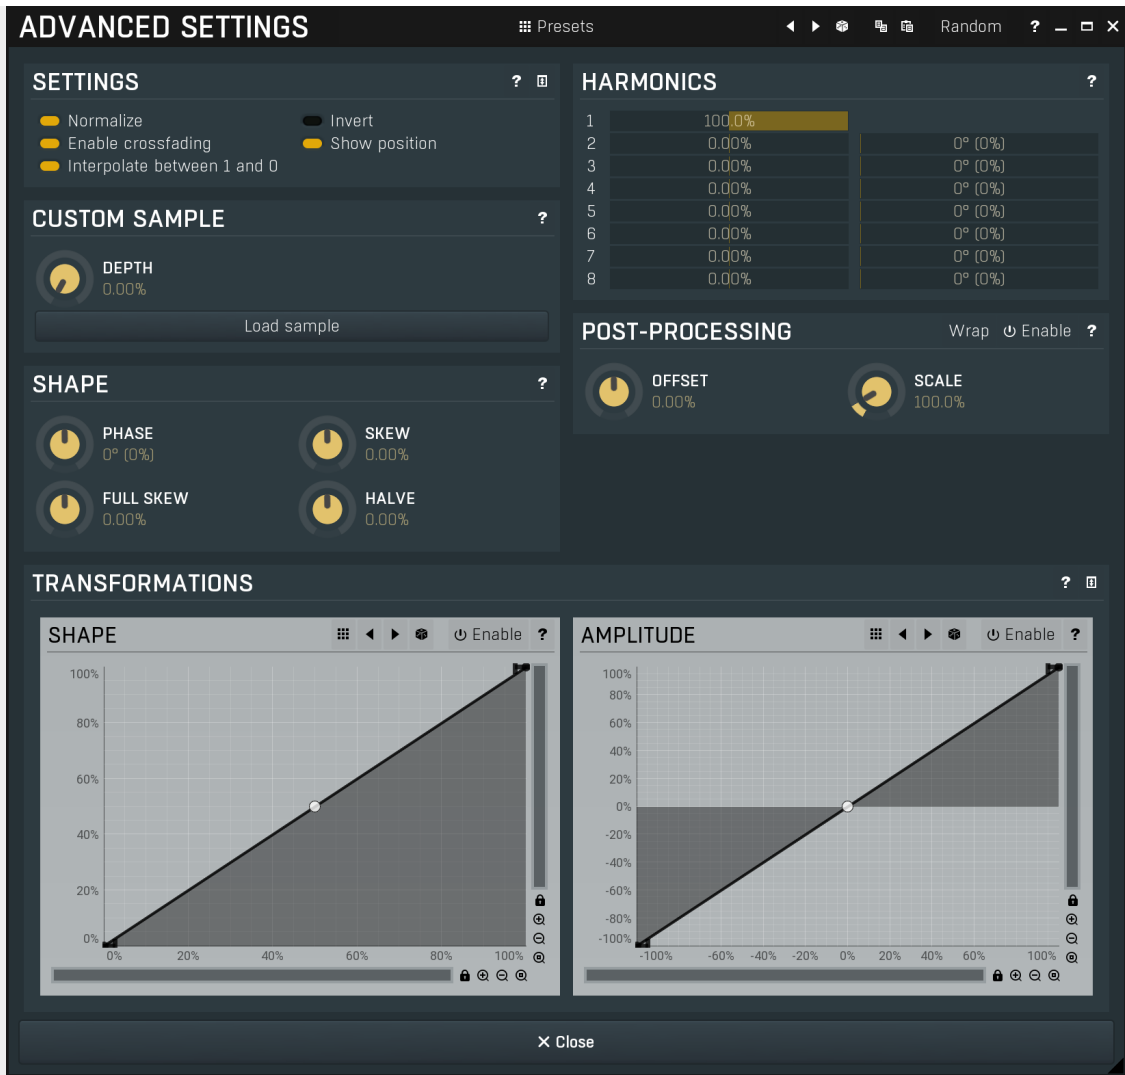 ADVANCED SETTINGS Presets Random ?
SETTINGS ?
Normalize Invert
Enable crossfading Show position
Interpolate between 1 and 0
CUSTOM SAMPLE ?
DEPTH
0.00%
Load sample
SHAPE ?
PHASE SKEW
0° (0%) 0.00%
FULL SKEW HALVE
0.00% 0.00%
HARMONICS ?
1 100.0%
2 0.00% 0° (0%)
3 0.00% 0° (0%)
4 0.00% 0° (0%)
5 0.00% 0° (0%)
6 0.00% 0° (0%)
7 0.00% 0° (0%)
8 0.00% 0° (0%)
POST-PROCESSING Wrap Enable ?
OFFSET SCALE
0.00% 100.0%
TRANSFORMATIONS ?
SHAPE Enable ?
100%
80%
60%
40%
20%
0%
0% 20% 40% 60% 80% 100%
AMPLITUDE Enable ?
100%
80%
60%
40%
20%
0%
-20%
-40%
-60%
-80%
-100%
-100% -60% -40% -20% 0% 20% 40% 60% 100%
Close